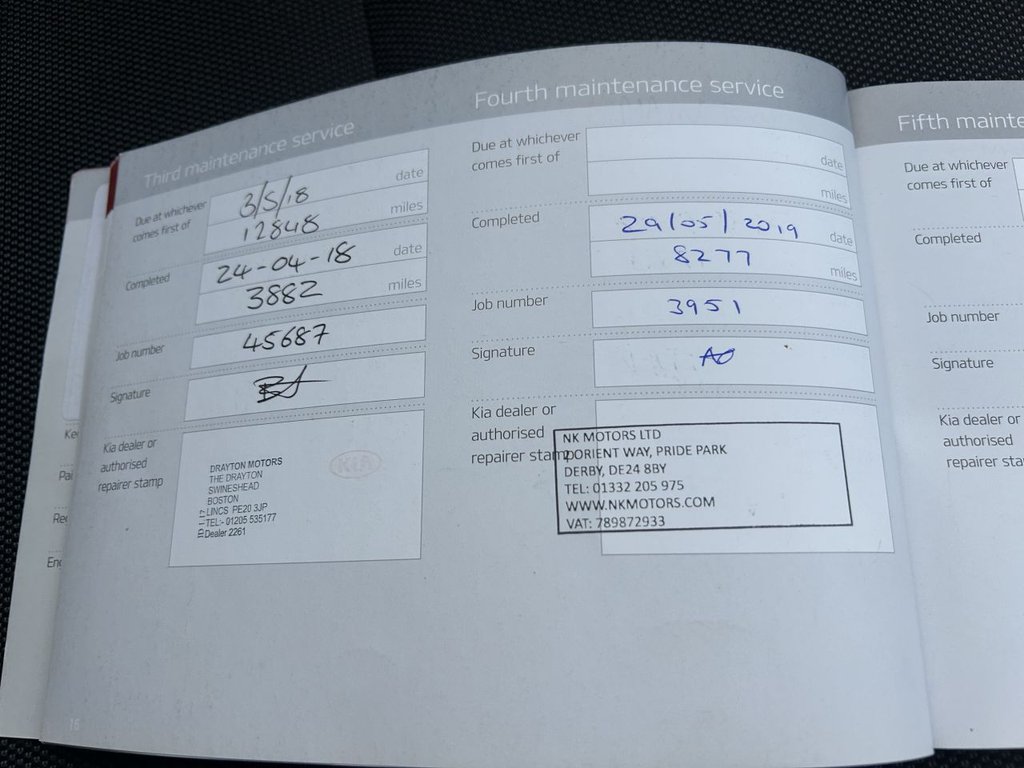 Third maintenance service
Due at whichever
comes first of
3/5/18 date
12848 miles
Completed
24-04-18 date
3882 miles
Job number
45687
Signature
Kia dealer or
authorised
repairer stamp
DRAYTON MOTORS
THE DRAYTON
SWINESHEAD
BOSTON
LINCS PE20 3JP
TEL:- 01205 535177
Dealer 2261
KIA
16
Fourth maintenance service
Due at whichever
comes first of
date
miles
Completed
29/05/2019 date
8277 miles
Job number
3951
Signature
Kia dealer or
authorised
repairer stamp
NK MOTORS LTD
ORIENT WAY, PRIDE PARK
DERBY, DE24 8BY
TEL: 01332 205 975
WWW.NKMOTORS.COM
VAT: 789872933
Fifth mainte
Due at whichever
comes first of
Completed
Job number
Signature
Kia dealer or
authorised
repairer sta